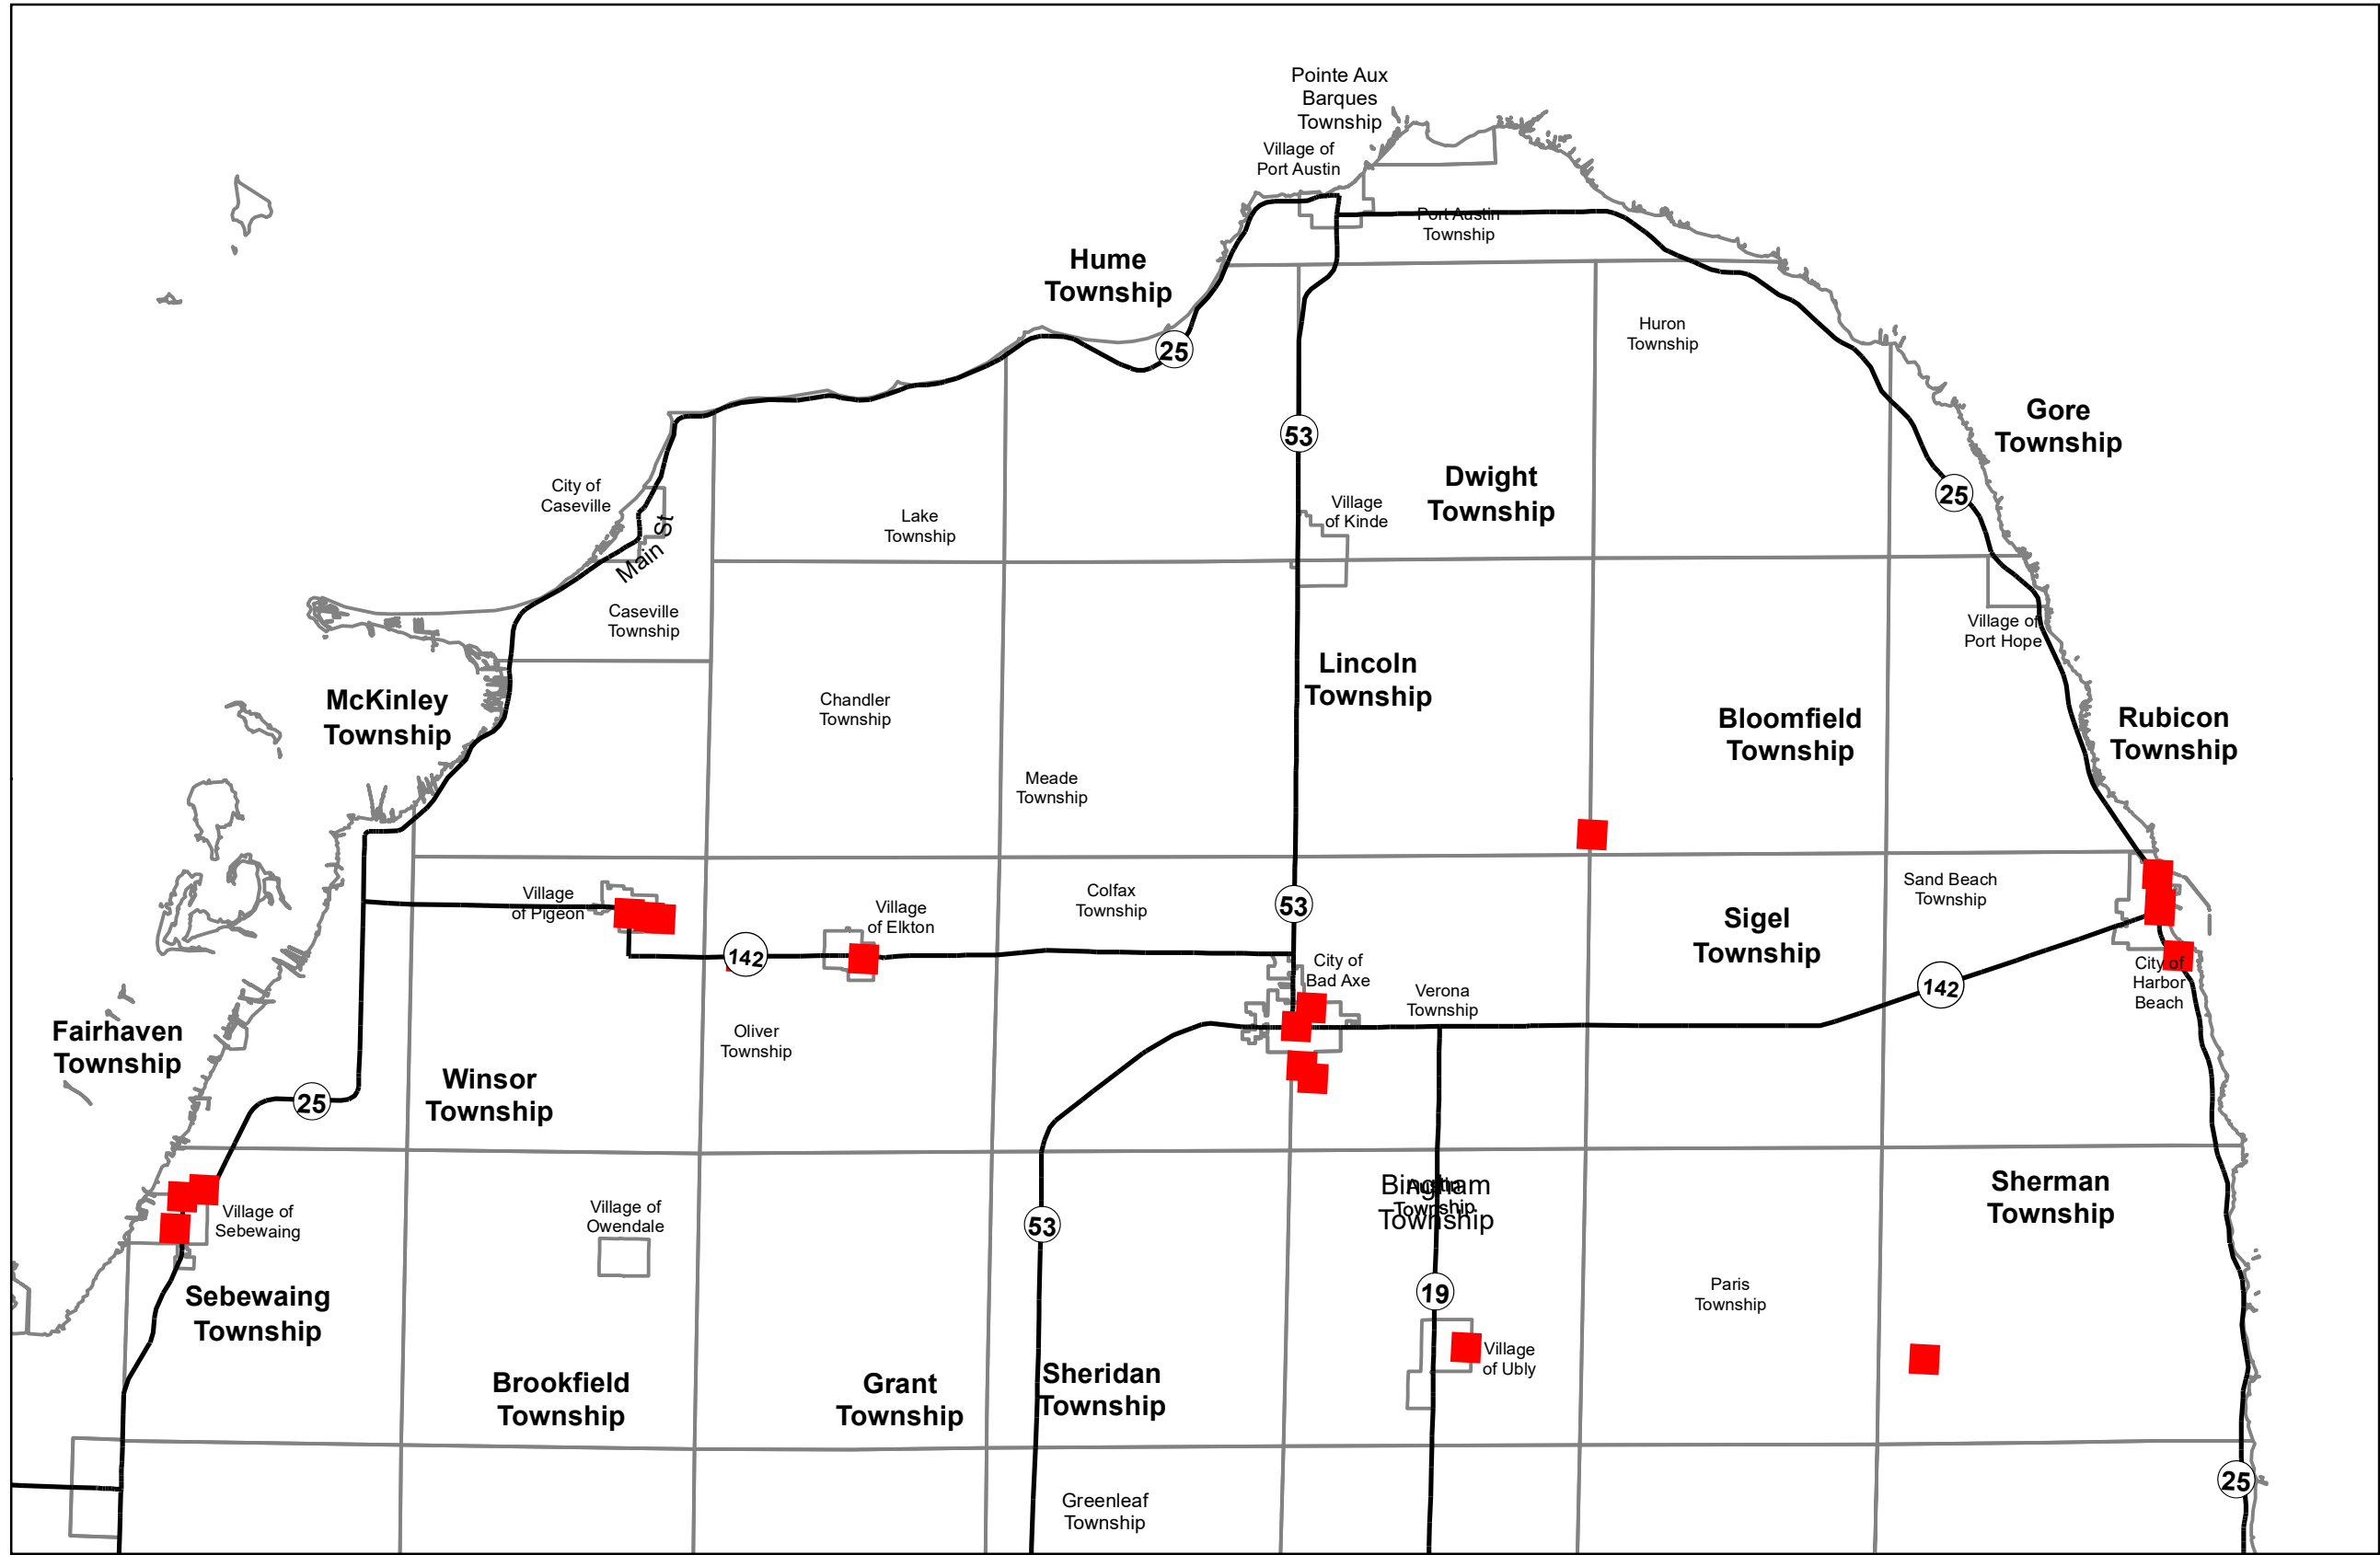 Pointe Aux
Barques
Township
Village of
Port Austin
Port Austin
Township
Hume
Township
25
Huron
Township
53
Gore
Township
City of
Caseville
Main St
Lake
Township
Village
of Kinde
Dwight
Township
25
Caseville
Township
Village of
Port Hope
McKinley
Township
Chandler
Township
Lincoln
Township
Bloomfield
Township
Rubicon
Township
Meade
Township
Village
of Pigeon
Village
of Elkton
Colfax
Township
53
Sigel
Township
Sand Beach
Township
142
City of
Bad Axe
Verona
Township
142
City of
Harbor
Beach
Fairhaven
Township
Oliver
Township
25
Winsor
Township
Village of
Sebewaing
Village of
Owendale
53
Bingham
Township
Austin
Township
Sherman
Township
19
Paris
Township
Sebewaing
Township
Village
of Ubly
Brookfield
Township
Grant
Township
Sheridan
Township
25
Greenleaf
Township